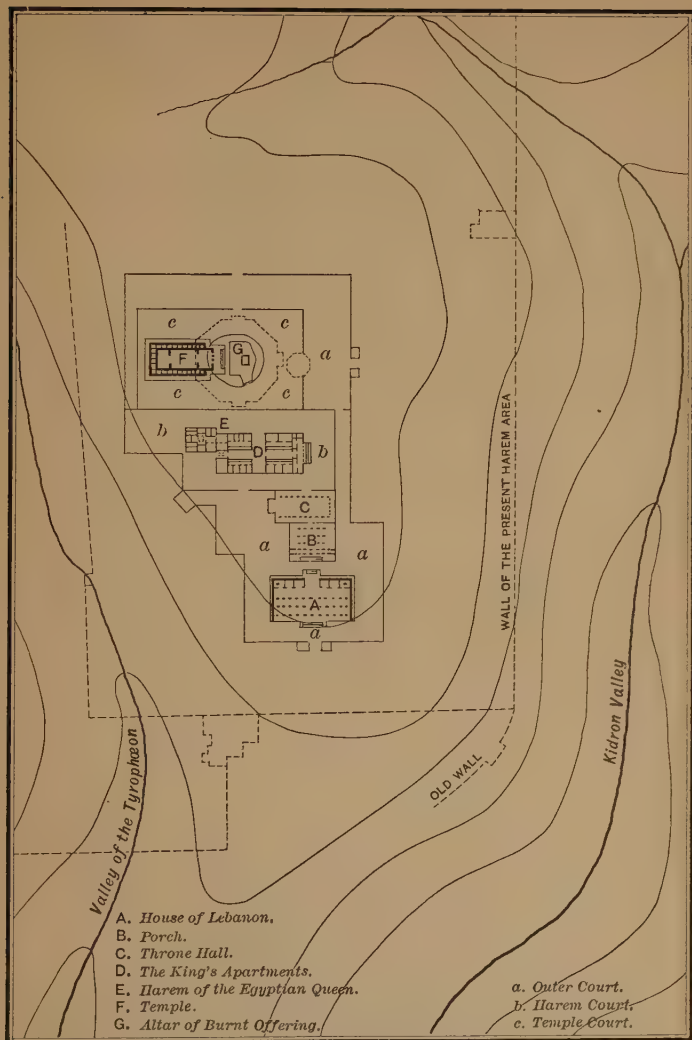 c
c
a
F
G
c
c
b
E
D
b
C
a
B
a
A
a
WALL OF THE PRESENT HAREM AREA
Kidron Valley
OLD WALL
Valley of the Tyrophœon
A. House of Lebanon.
B. Porch.
C. Throne Hall.
D. The King's Apartments.
E. Harem of the Egyptian Queen.
F. Temple.
G. Altar of Burnt Offering.
a. Outer Court.
b. Harem Court.
c. Temple Court.